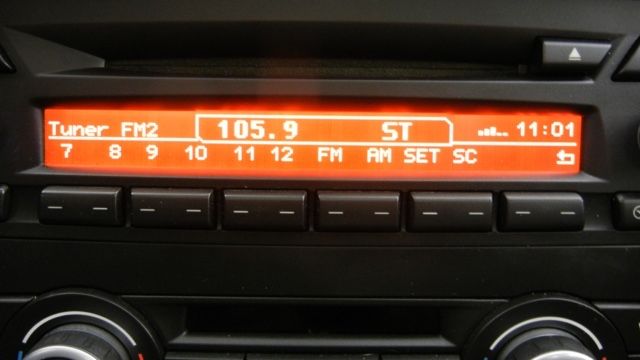 Tuner FM2 105.9 ST 11:01
7 8 9 10 11 12 FM AM SET SC